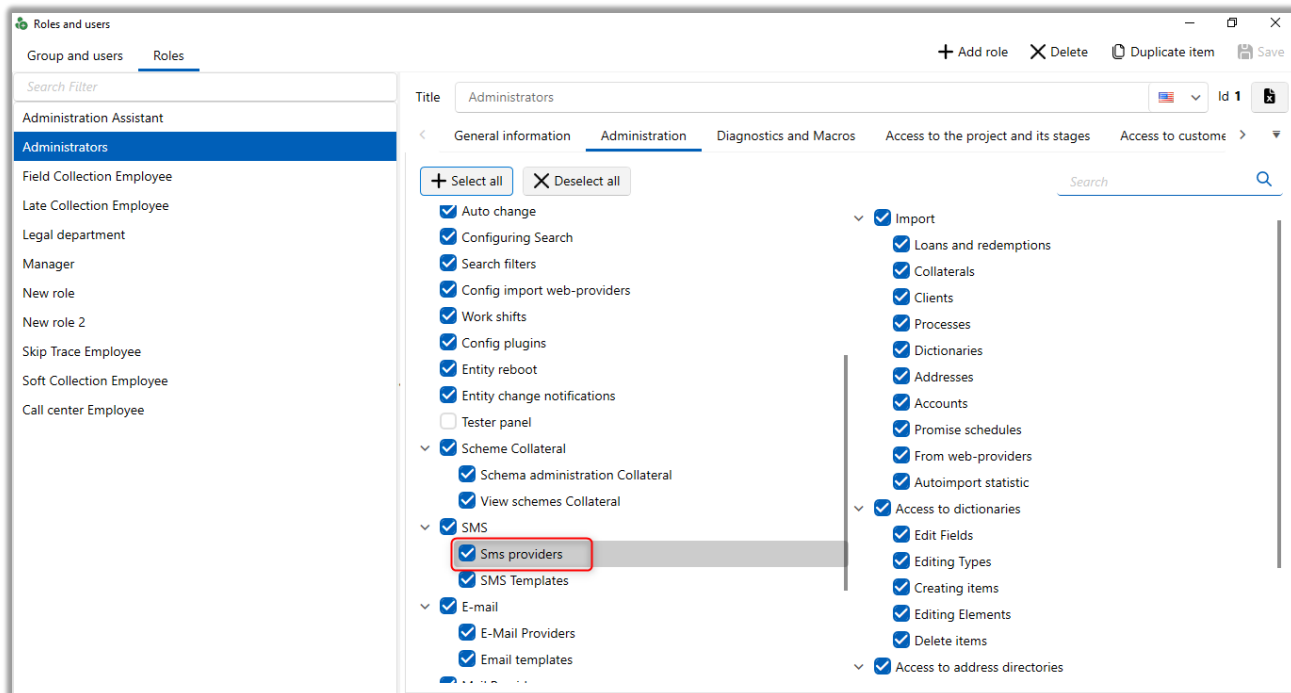 Roles and users
Group and users Roles
Add role Delete Duplicate item Save
Search Filter
Administration Assistant
Administrators
Field Collection Employee
Late Collection Employee
Legal department
Manager
New role
New role 2
Skip Trace Employee
Soft Collection Employee
Call center Employee
Title Administrators Id 1
General information Administration Diagnostics and Macros Access to the project and its stages Access to custome
Select all Deselect all Search
Auto change
Configuring Search
Search filters
Config import web-providers
Work shifts
Config plugins
Entity reboot
Entity change notifications
Tester panel
Scheme Collateral
Schema administration Collateral
View schemes Collateral
SMS
Sms providers
SMS Templates
E-mail
E-Mail Providers
Email templates
Import
Loans and redemptions
Collaterals
Clients
Processes
Dictionaries
Addresses
Accounts
Promise schedules
From web-providers
Autoimport statistic
Access to dictionaries
Edit Fields
Editing Types
Creating items
Editing Elements
Delete items
Access to address directories